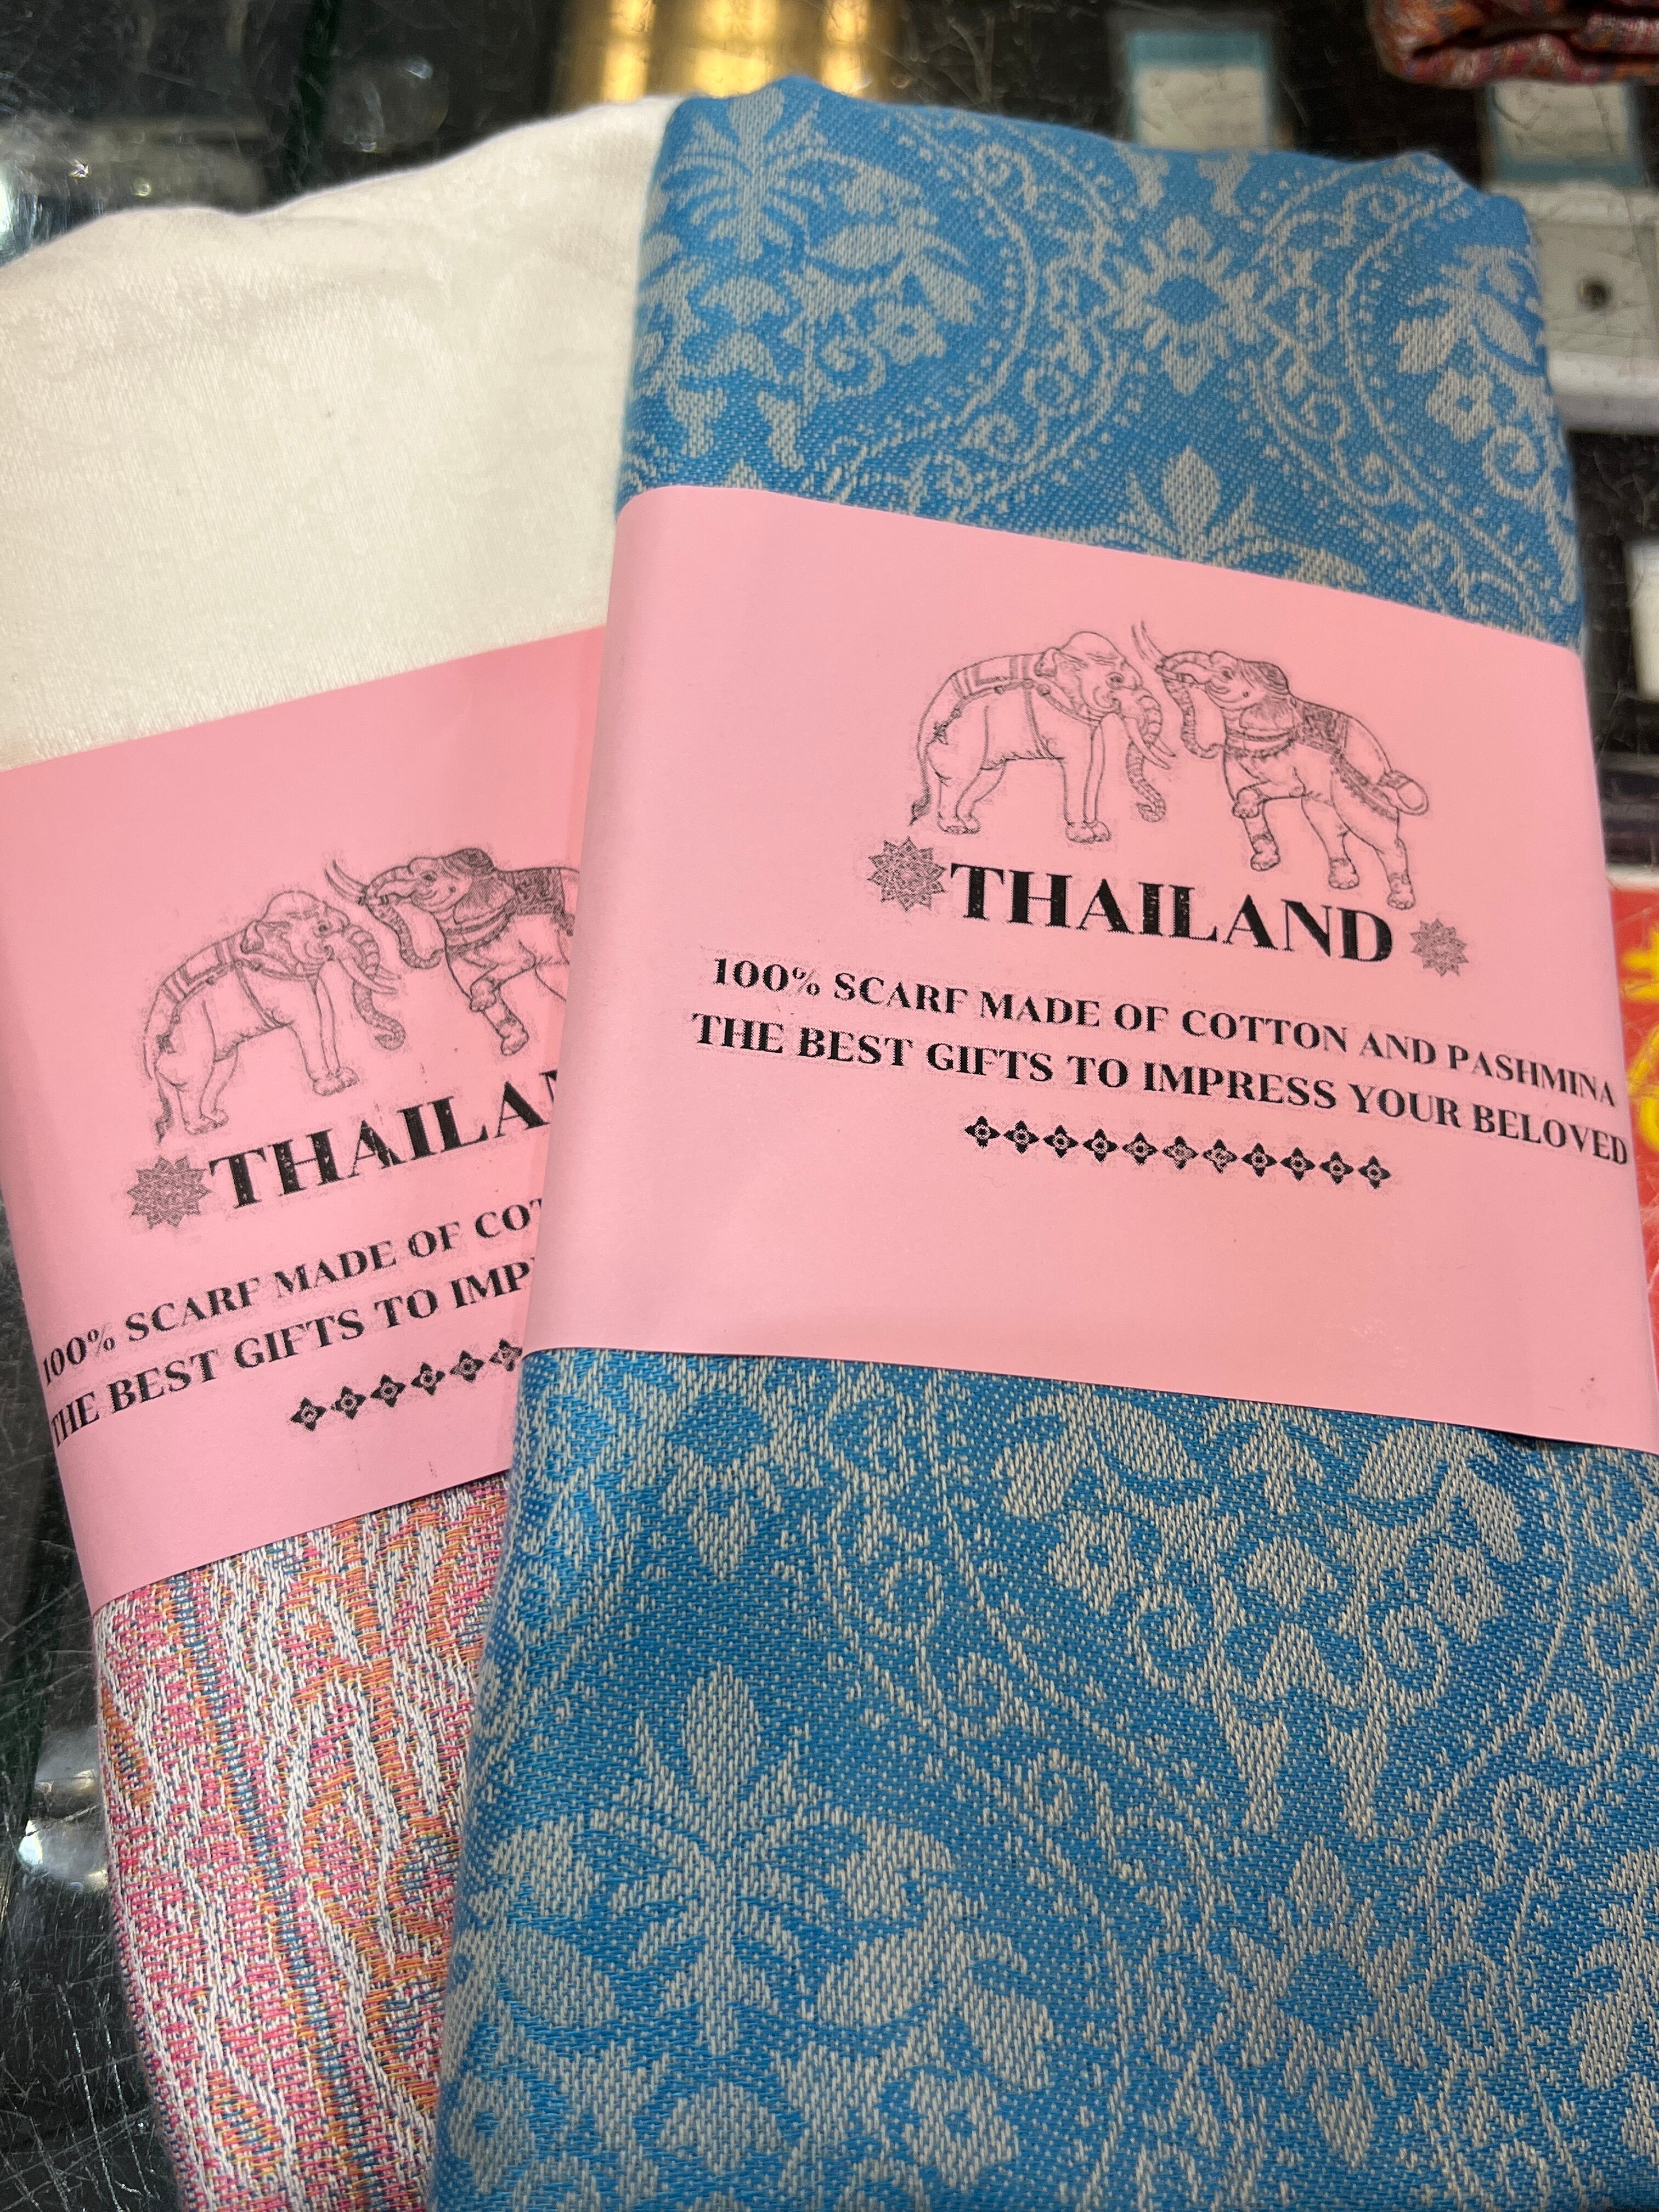 THAILAND
100% SCARF MADE OF COTTON AND PASHMINA
THE BEST GIFTS TO IMPRESS YOUR BELOVED
THAILAN
100% SCARF MADE OF COT
THE BEST GIFTS TO IMP